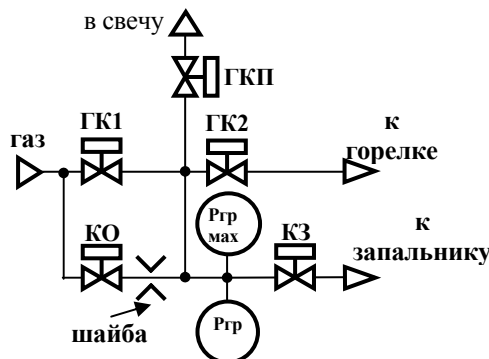 в свечу
ГКП
ГК1
ГК2
газ
к
горелке
КО
Ргр
мах
КЗ
к
запальнику
шайба
Ргр